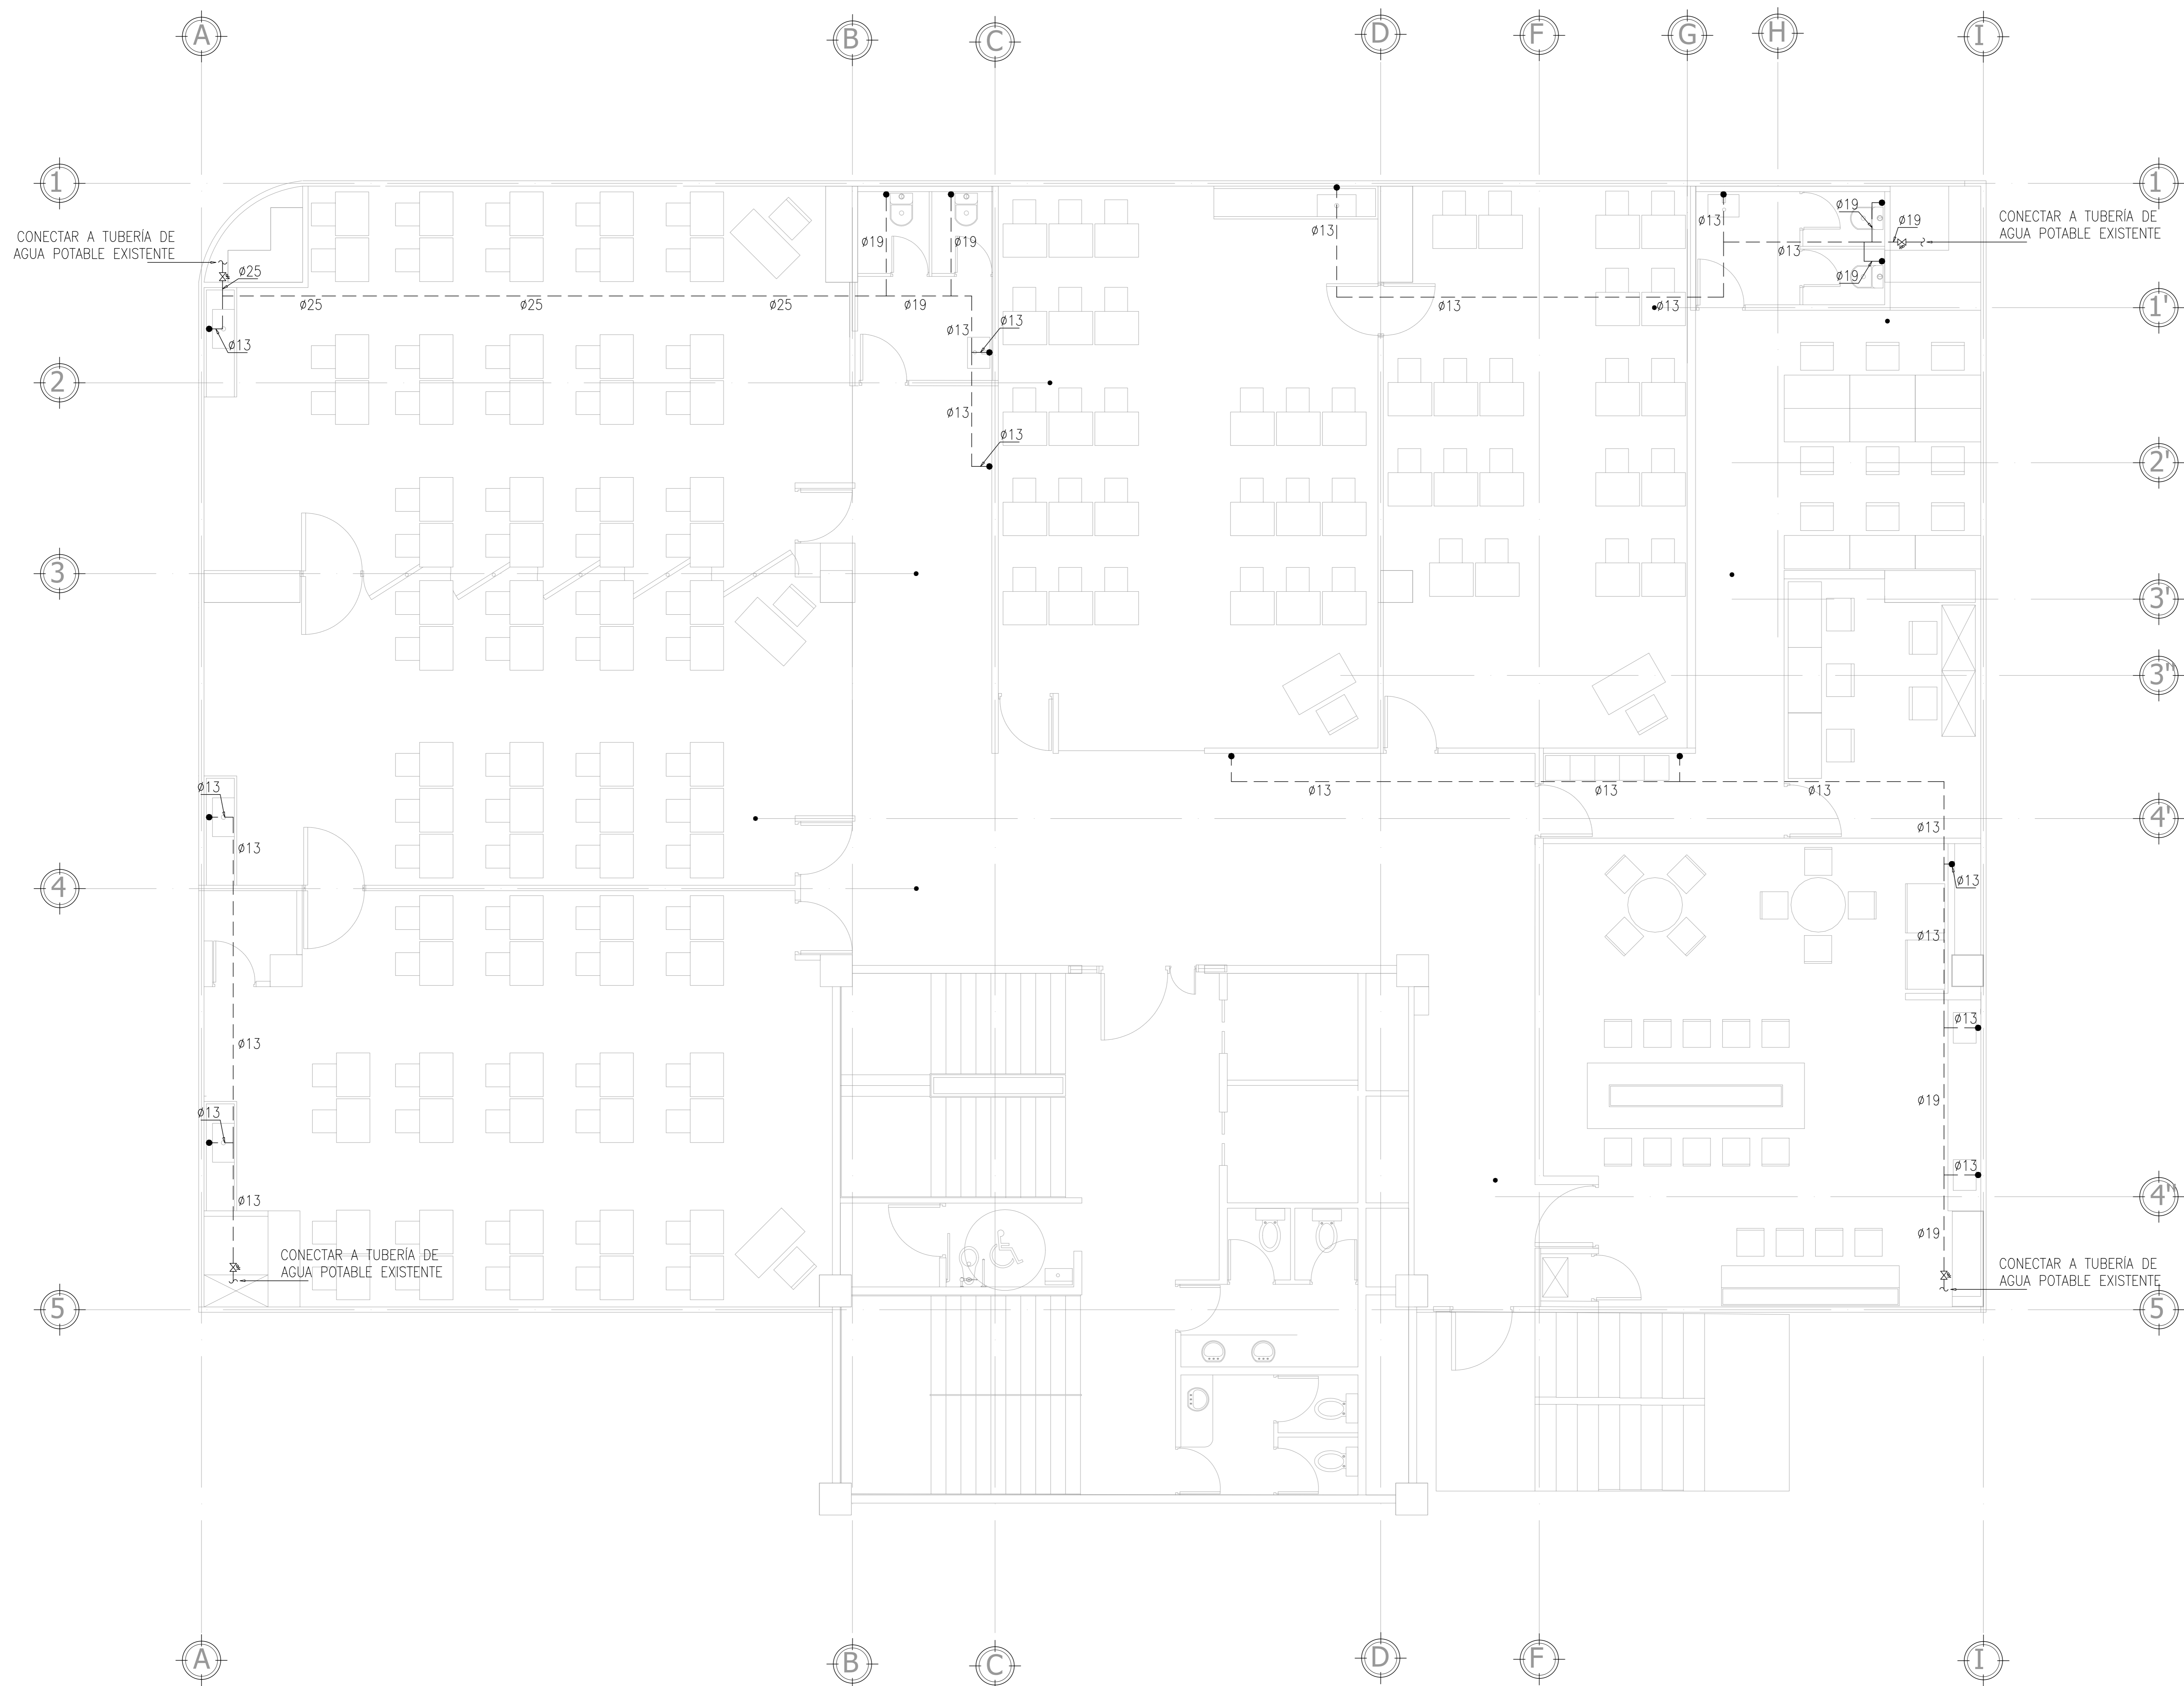 A
B
C
D
F
G
H
I
1
1
CONECTAR A TUBERÍA DE
AGUA POTABLE EXISTENTE
ø25
ø25
ø25
ø25
ø13
ø19
ø19
ø19
ø13
ø13
ø13
ø13
ø13
ø13
ø13
ø13
ø13
ø13
ø19
ø19
ø19
CONECTAR A TUBERÍA DE
AGUA POTABLE EXISTENTE
1'
2
2'
3
3'
3"
ø13
ø13
ø13
ø13
ø13
ø13
4'
4
ø13
ø13
ø13
ø13
ø13
ø19
ø13
ø13
4"
ø13
ø19
CONECTAR A TUBERÍA DE
AGUA POTABLE EXISTENTE
CONECTAR A TUBERÍA DE
AGUA POTABLE EXISTENTE
5
5
A
B
C
D
F
I